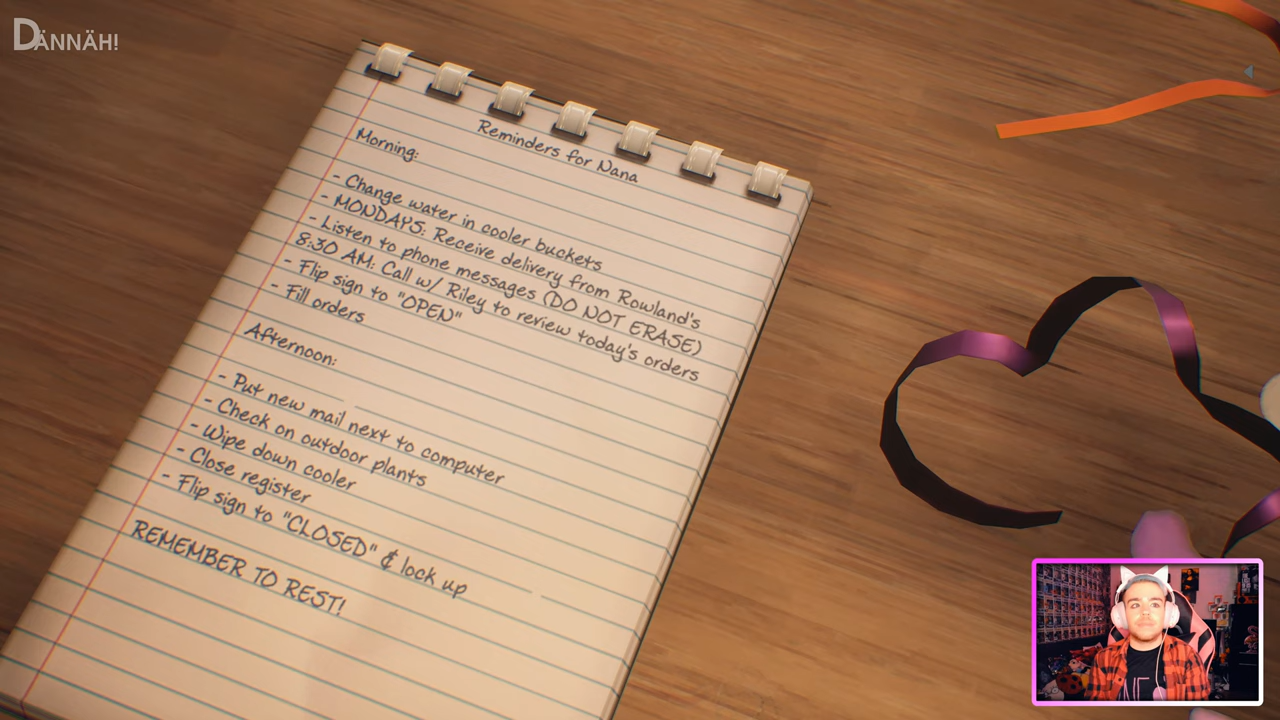 DÄNNÄH!
Reminders for Nana
Morning:
- Change water in cooler buckets
- MONDAYS: Receive delivery from Rowland's
- Listen to phone messages (DO NOT ERASE)
8:30 AM: Call w/ Riley to review today's orders
- Flip sign to "OPEN"
- Fill orders
Afternoon:
- Put new mail next to computer
- Check on outdoor plants
- Wipe down cooler
- Close register
- Flip sign to "CLOSED" & lock up
REMEMBER TO REST!